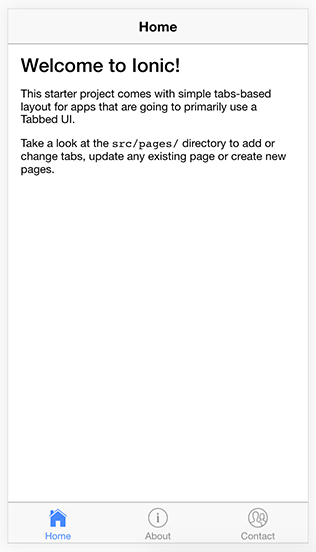 Home
Welcome to Ionic!
This starter project comes with simple tabs-based
layout for apps that are going to primarily use a
Tabbed UI.
Take a look at the src/pages/ directory to add or
change tabs, update any existing page or create new
pages.
Home
About
Contact